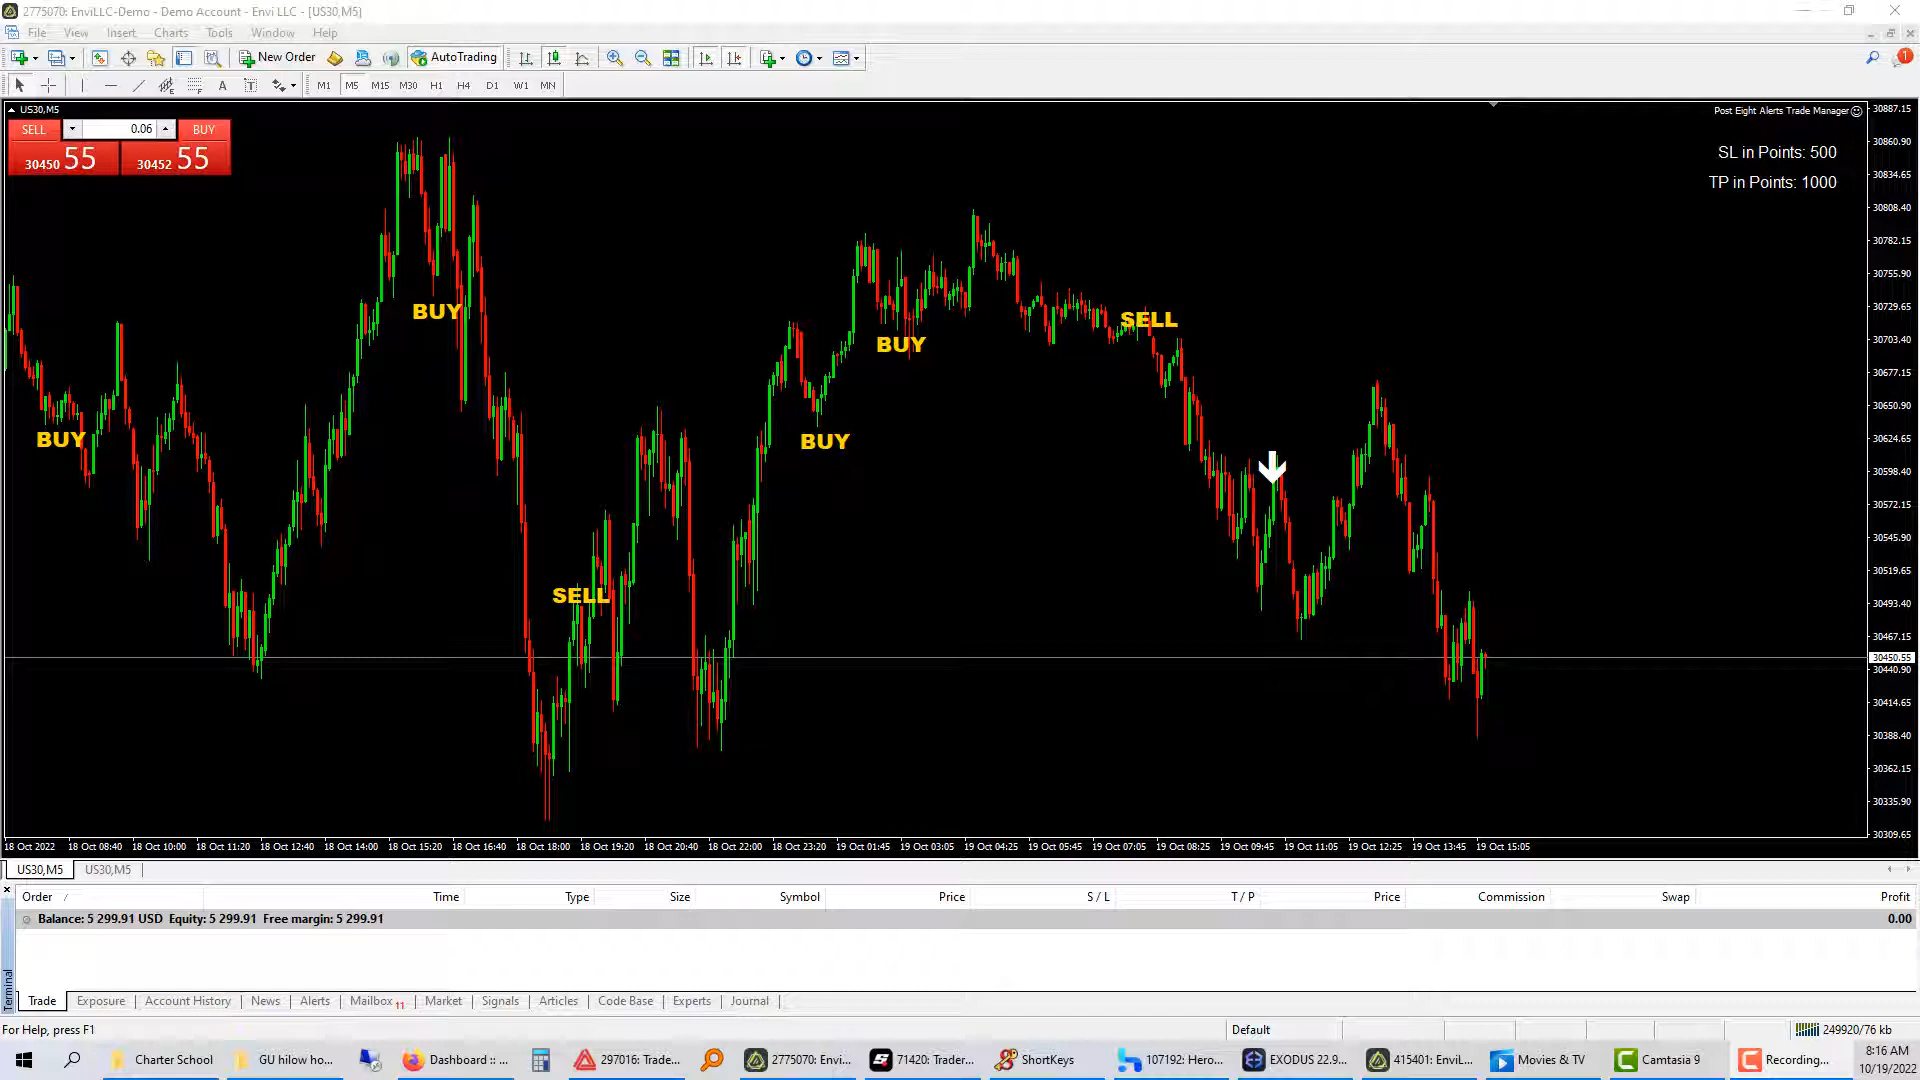 2775070: EnviLLC-Demo - Demo Account - Envi LLC - [US30,M5]
File View Insert Charts Tools Window Help
New Order AutoTrading 1
A T M1 M5 M15 M30 H1 H4 D1 W1 MN
US30,M5
Post Eight Alerts Trade Manager
SELL 0.06 BUY
30450 55 30452 55
SL in Points: 500
TP in Points: 1000
30887.15
30860.90
30834.65
30808.40
30782.15
30755.90
30729.65
30703.40
30677.15
30650.90
30624.65
30598.40
30572.15
30545.90
30519.65
30493.40
30467.15
30450.55
30440.90
30414.65
30388.40
30362.15
30335.90
30309.65
BUY
SELL
BUY
BUY
BUY
SELL
18 Oct 2022 18 Oct 08:40 18 Oct 10:00 18 Oct 11:20 18 Oct 12:40 18 Oct 14:00 18 Oct 15:20 18 Oct 16:40 18 Oct 18:00 18 Oct 19:20 18 Oct 20:40 18 Oct 22:00 18 Oct 23:20 19 Oct 01:45 19 Oct 03:05 19 Oct 04:25 19 Oct 05:45 19 Oct 07:05 19 Oct 08:25 19 Oct 09:45 19 Oct 11:05 19 Oct 12:25 19 Oct 13:45 19 Oct 15:05
US30,M5 US30,M5
Order / Time Type Size Symbol Price S / L T / P Price Commission Swap Profit
Balance: 5 299.91 USD Equity: 5 299.91 Free margin: 5 299.91 0.00
Terminal
Trade Exposure Account History News Alerts Mailbox 11 Market Signals Articles Code Base Experts Journal
For Help, press F1 Default 249920/76 kb
Charter School GU hilow ho... Dashboard :: ... 297016: Trade... 2775070: Envi... 71420: Trader... ShortKeys 107192: Hero... EXODUS 22.9... 415401: EnviL... Movies & TV Camtasia 9 Recording...
8:16 AM
10/19/2022